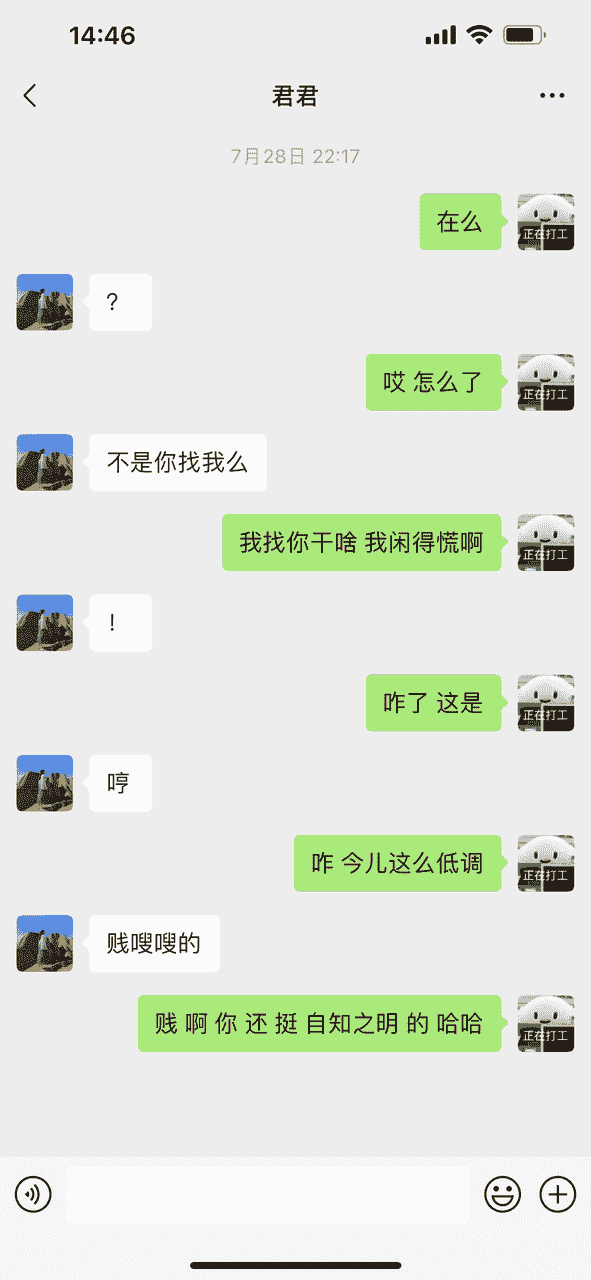 14:46
君君
7月28日 22:17
在么
正在打工
?
哎 怎么了
正在打工
不是你找我么
我找你干啥 我闲得慌啊
正在打工
!
咋了 这是
正在打工
哼
咋 今儿这么低调
正在打工
贱嗖嗖的
贱 啊 你 还 挺 自知之明 的 哈哈
正在打工